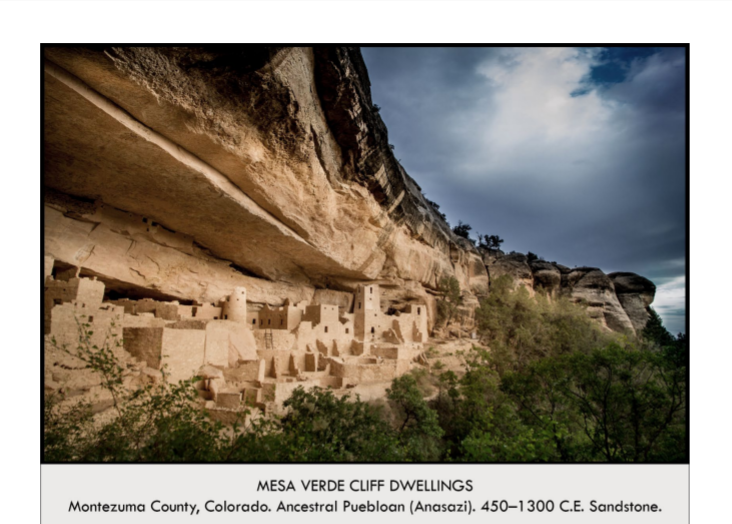 MESA VERDE CLIFF DWELLINGS
Montezuma County, Colorado. Ancestral Puebloan (Anasazi). 450–1300 C.E. Sandstone.